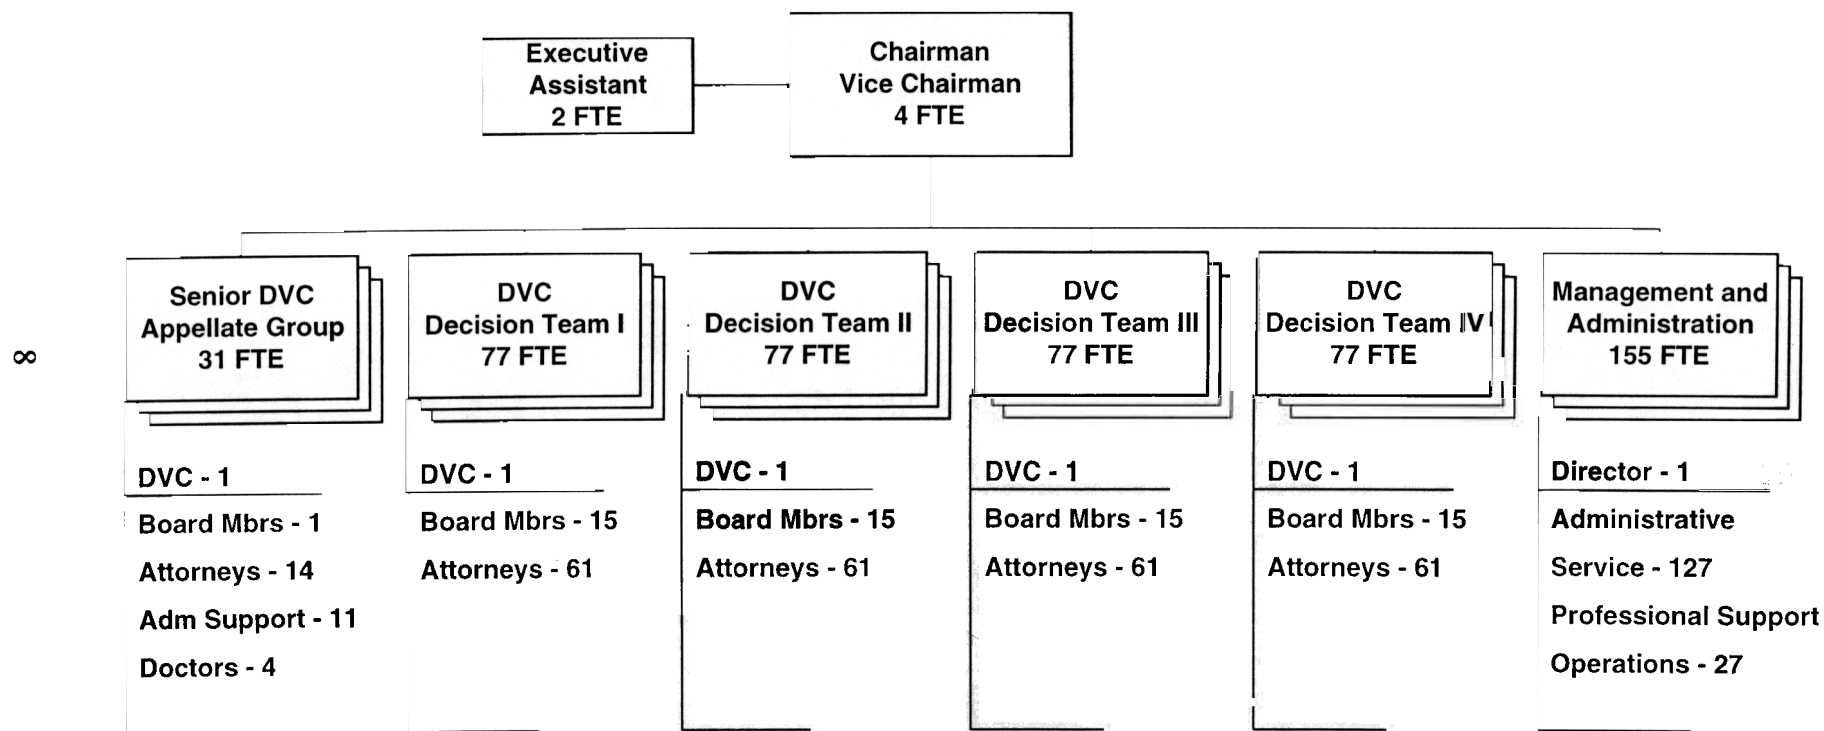 Executive
Assistant
2 FTE
Chairman
Vice Chairman
4 FTE
8
Senior DVC
Appellate Group
31 FTE
DVC - 1
Board Mbrs - 1
Attorneys - 14
Adm Support - 11
Doctors - 4
DVC
Decision Team I
77 FTE
DVC - 1
Board Mbrs - 15
Attorneys - 61
DVC
Decision Team II
77 FTE
DVC - 1
Board Mbrs - 15
Attorneys - 61
DVC
Decision Team III
77 FTE
DVC - 1
Board Mbrs - 15
Attorneys - 61
DVC
Decision Team IV
77 FTE
DVC - 1
Board Mbrs - 15
Attorneys - 61
Management and
Administration
155 FTE
Director - 1
Administrative
Service - 127
Professional Support
Operations - 27